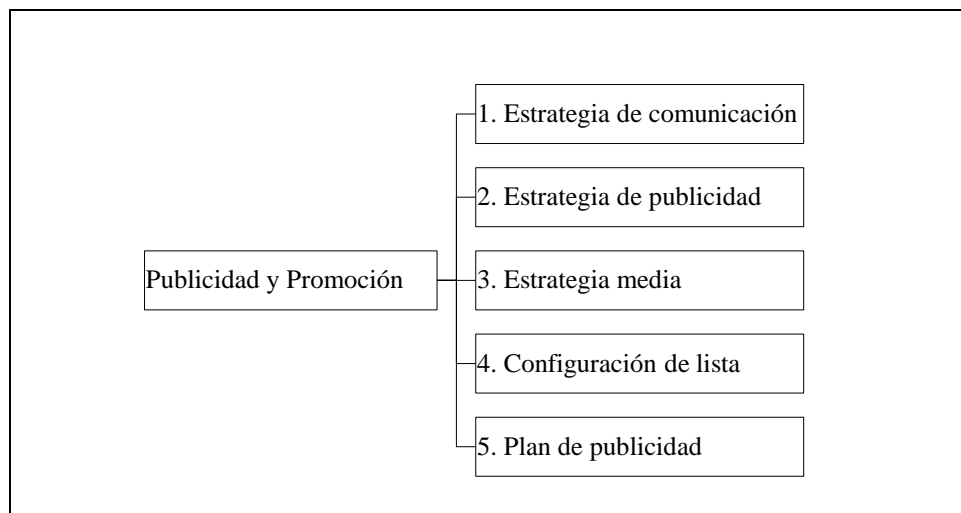 1. Estrategia de comunicación
2. Estrategia de publicidad
Publicidad y Promoción
3. Estrategia media
4. Configuración de lista
5. Plan de publicidad